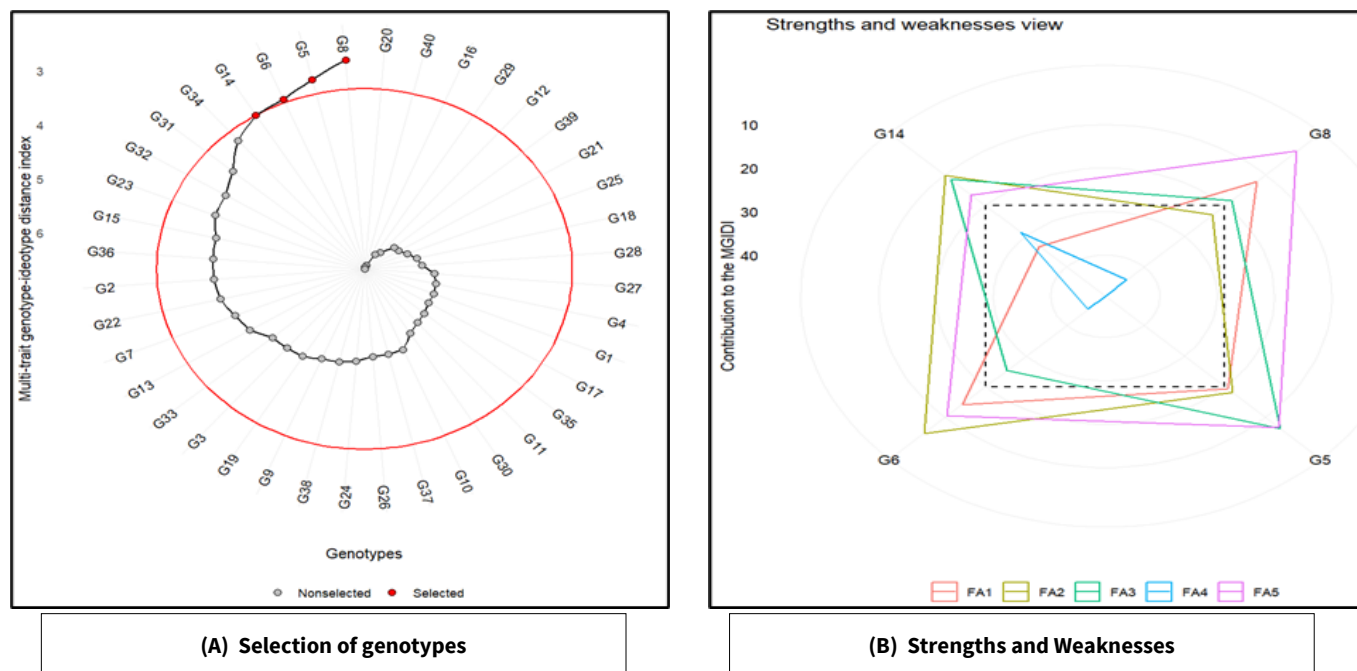 3
4
5
6
Multi-trait genotype-ideotype distance index
G8
G20
G40
G16
G29
G12
G39
G21
G25
G18
G28
G27
G4
G1
G17
G35
G11
G30
G10
G37
G26
G24
G38
G9
G19
G3
G33
G13
G7
G22
G2
G36
G15
G23
G32
G31
G34
G14
G6
G5
Genotypes
Nonselected Selected
(A) Selection of genotypes
Strengths and weaknesses view
10
20
30
40
Contribution to the MGIDI
G14
G8
G6
G5
FA1 FA2 FA3 FA4 FA5
(B) Strengths and Weaknesses